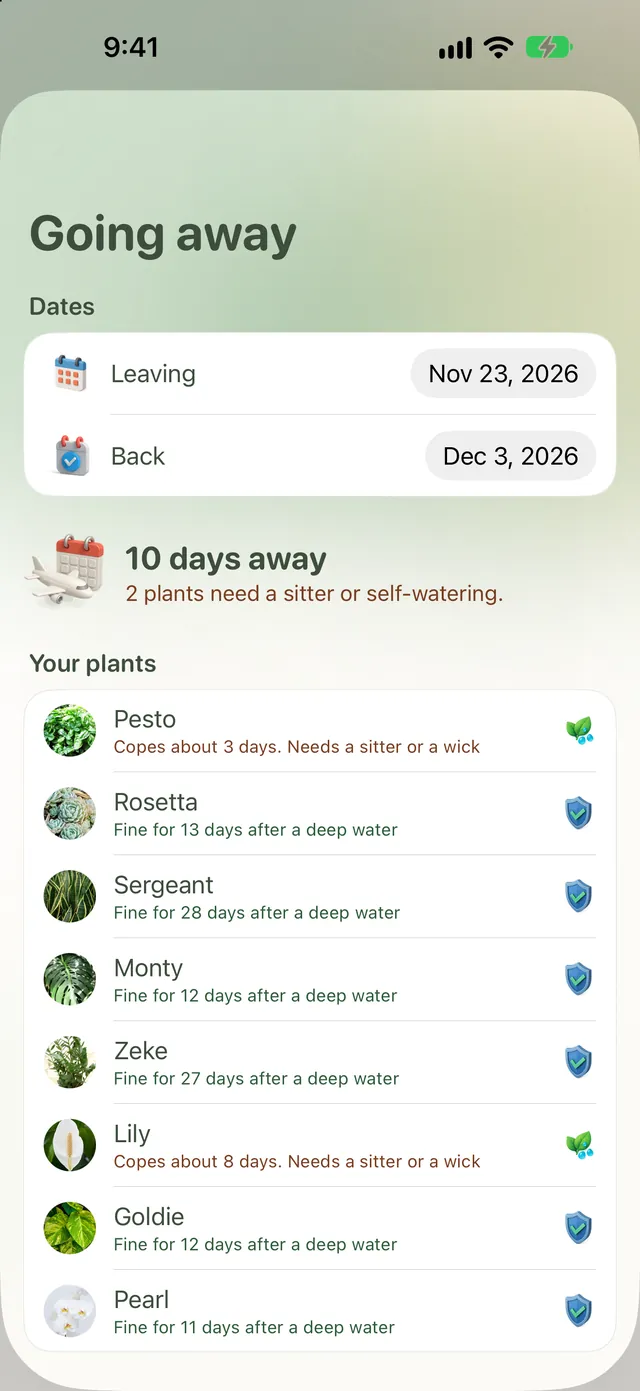 9:41
Going away
Dates
Leaving
Nov 23, 2026
Back
Dec 3, 2026
10 days away
2 plants need a sitter or self-watering.
Your plants
Pesto
Copes about 3 days. Needs a sitter or a wick
Rosetta
Fine for 13 days after a deep water
Sergeant
Fine for 28 days after a deep water
Monty
Fine for 12 days after a deep water
Zeke
Fine for 27 days after a deep water
Lily
Copes about 8 days. Needs a sitter or a wick
Goldie
Fine for 12 days after a deep water
Pearl
Fine for 11 days after a deep water